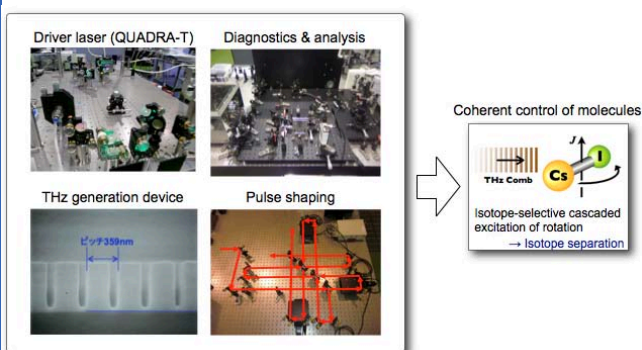 Driver laser (QUADRA-T)
Diagnostics & analysis
THz generation device
Pulse shaping
ピッチ359nm
Coherent control of molecules
J
I
THz Comb
Cs
Isotope-selective cascaded
excitation of rotation
→ Isotope separation